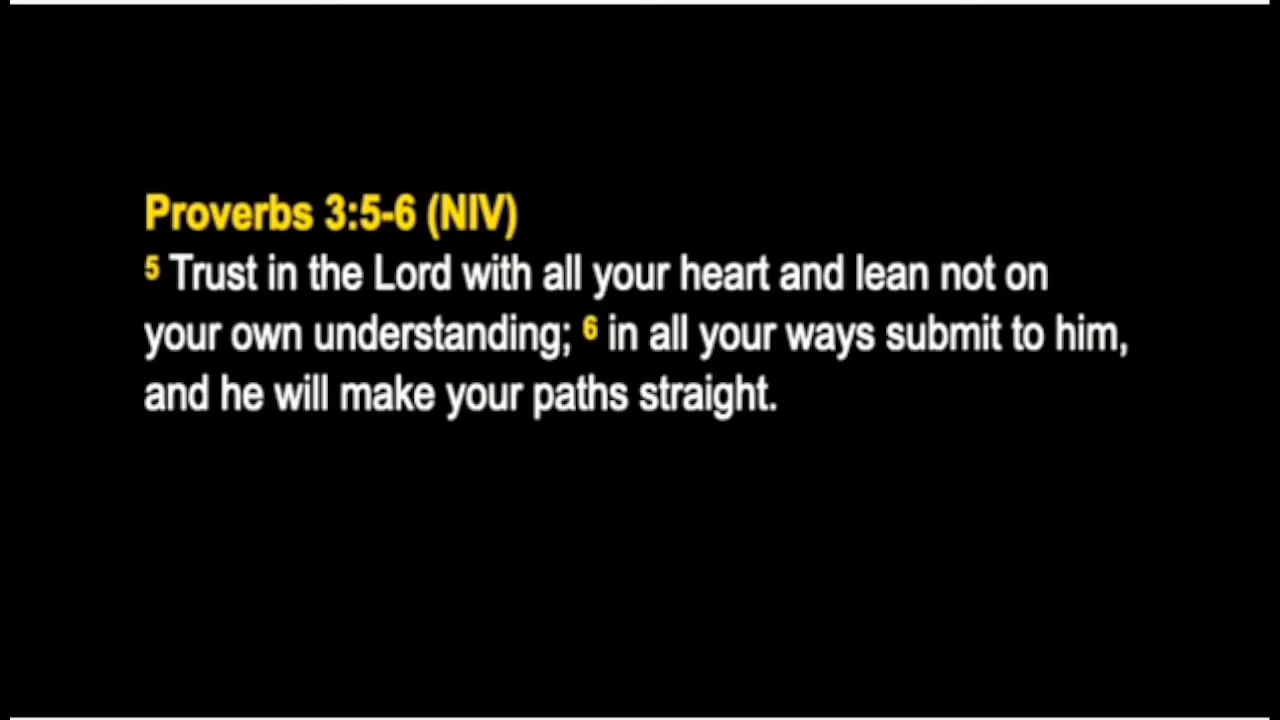 Proverbs 3:5-6 (NIV)
5 Trust in the Lord with all your heart and lean not on
your own understanding; 6 in all your ways submit to him,
and he will make your paths straight.